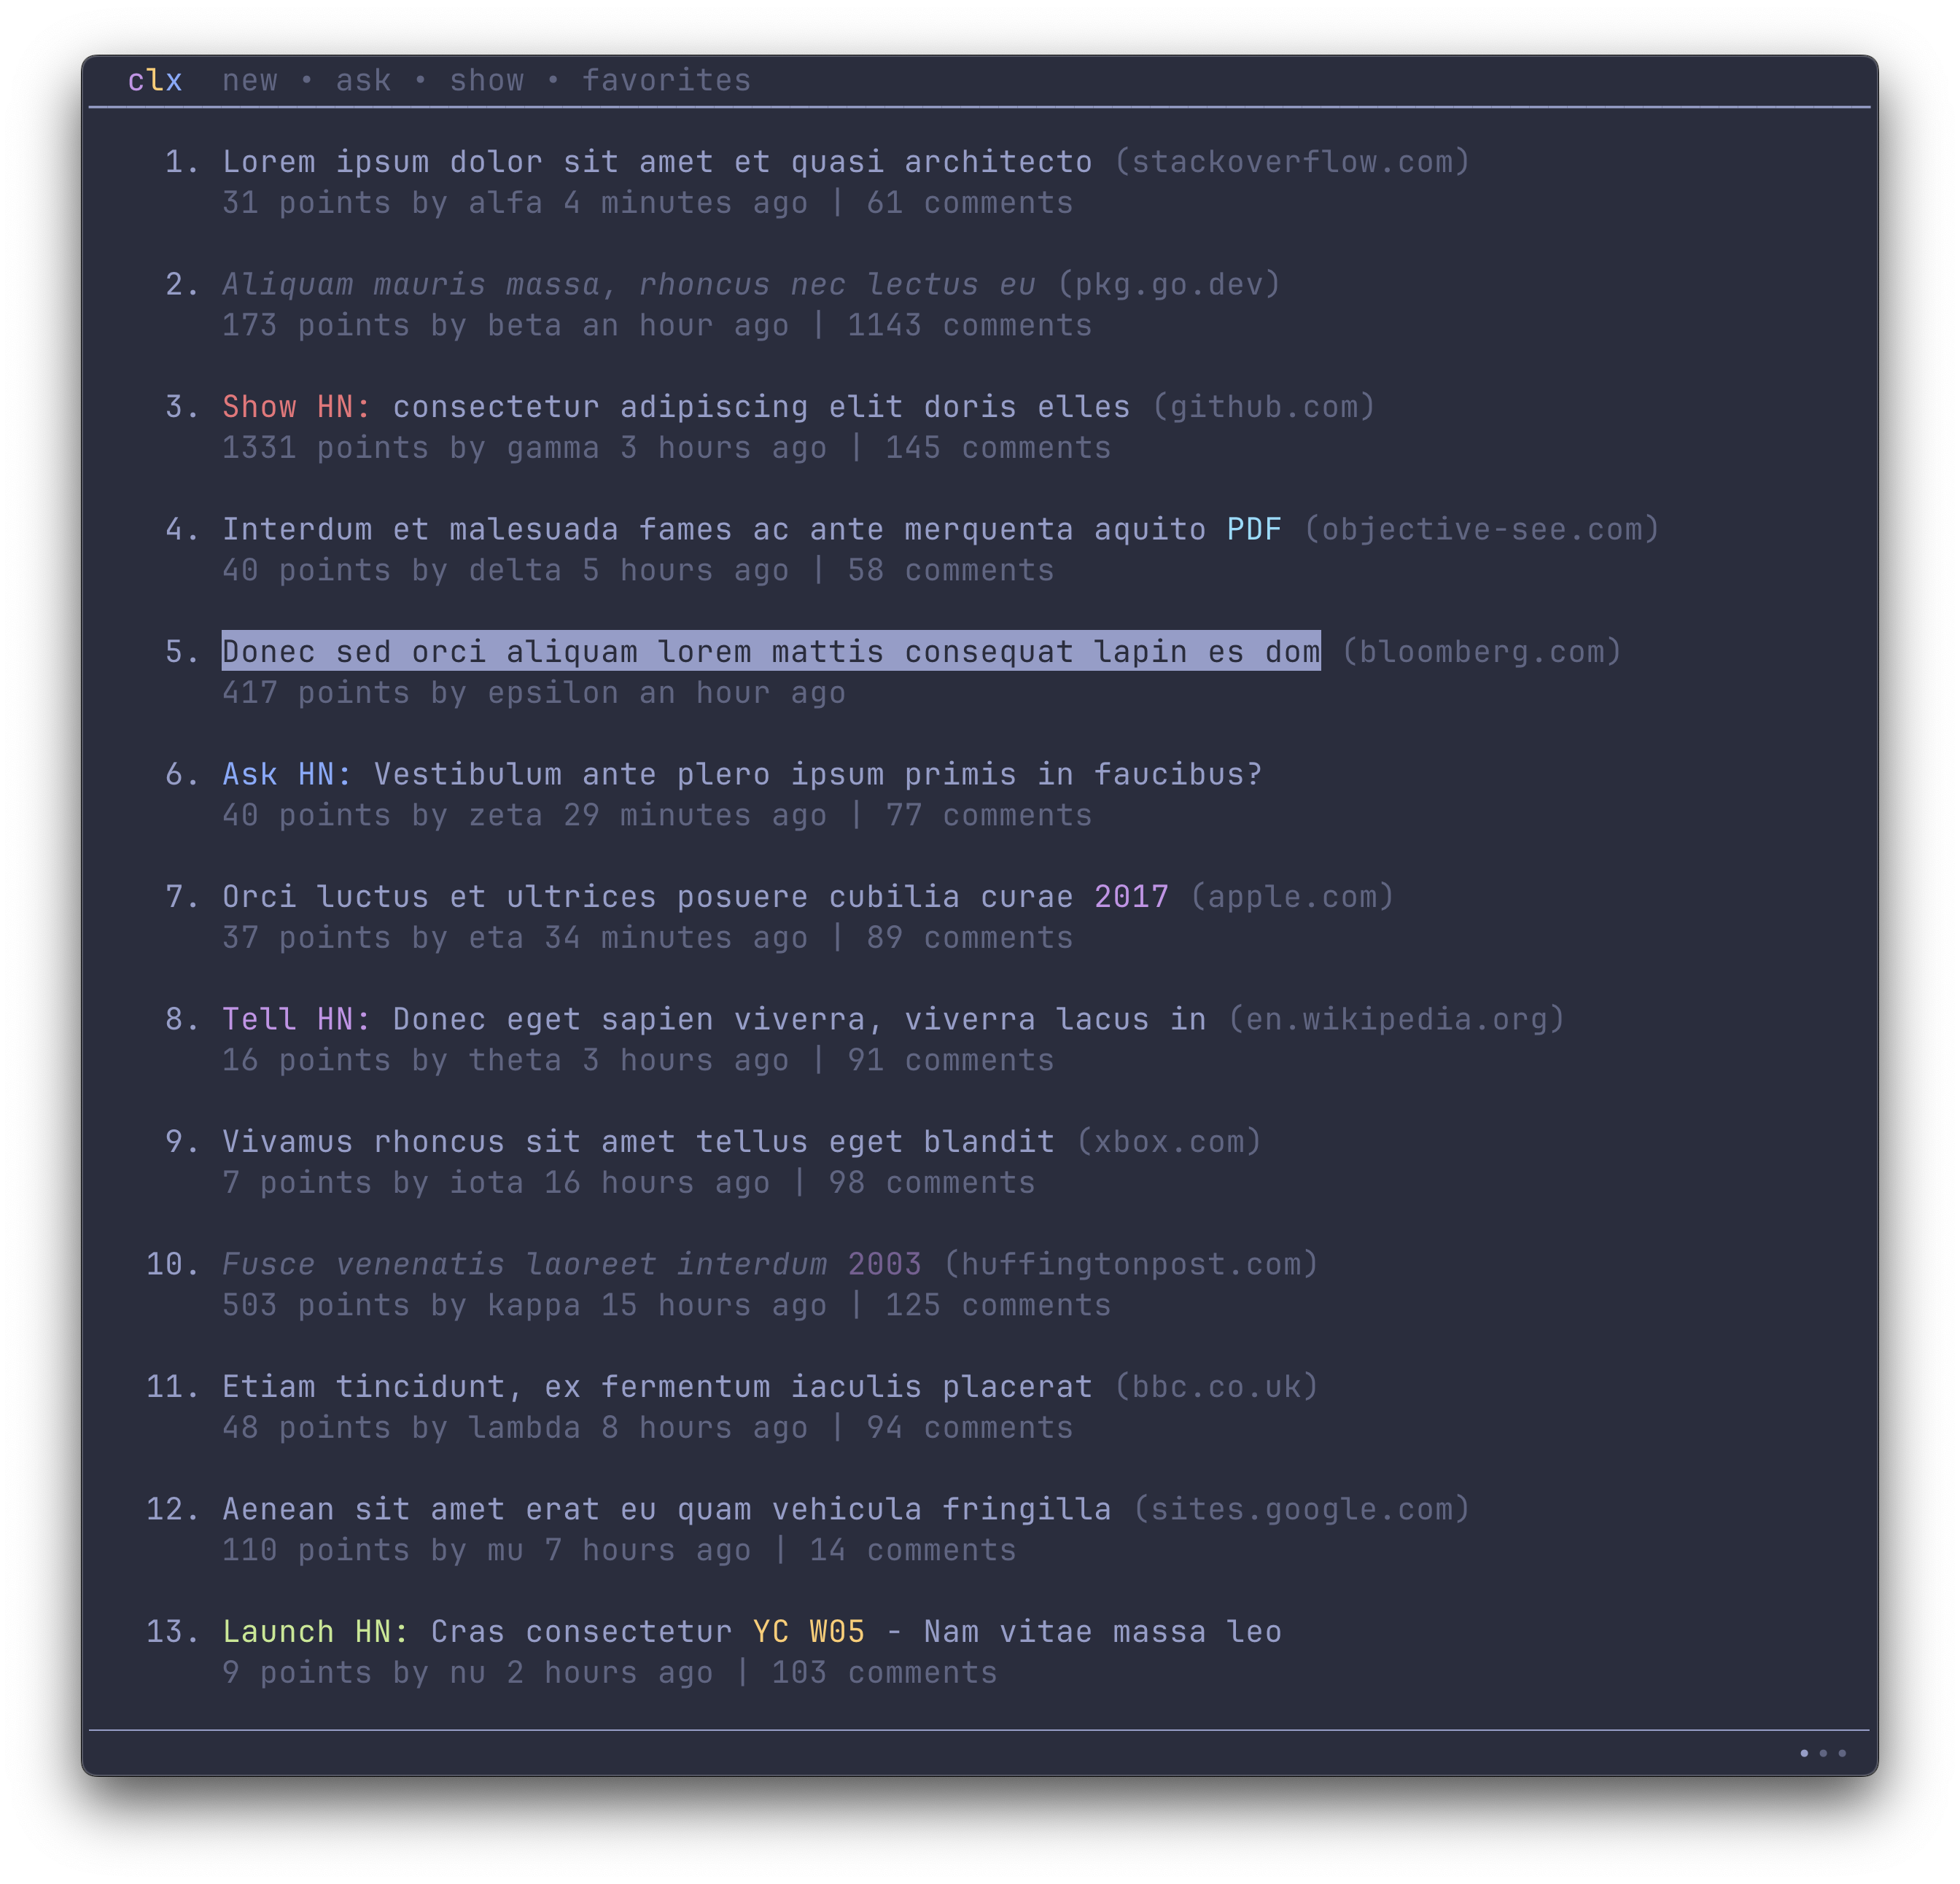 clx new • ask • show • favorites
1. Lorem ipsum dolor sit amet et quasi architecto (stackoverflow.com)
31 points by alfa 4 minutes ago | 61 comments
2. Aliquam mauris massa, rhoncus nec lectus eu (pkg.go.dev)
173 points by beta an hour ago | 1143 comments
3. Show HN: consectetur adipiscing elit doris elles (github.com)
1331 points by gamma 3 hours ago | 145 comments
4. Interdum et malesuada fames ac ante merquenta aquito PDF (objective-see.com)
40 points by delta 5 hours ago | 58 comments
5. Donec sed orci aliquam lorem mattis consequat lapin es dom (bloomberg.com)
417 points by epsilon an hour ago
6. Ask HN: Vestibulum ante plero ipsum primis in faucibus?
40 points by zeta 29 minutes ago | 77 comments
7. Orci luctus et ultrices posuere cubilia curae 2017 (apple.com)
37 points by eta 34 minutes ago | 89 comments
8. Tell HN: Donec eget sapien viverra, viverra lacus in (en.wikipedia.org)
16 points by theta 3 hours ago | 91 comments
9. Vivamus rhoncus sit amet tellus eget blandit (xbox.com)
7 points by iota 16 hours ago | 98 comments
10. Fusce venenatis laoreet interdum 2003 (huffingtonpost.com)
503 points by kappa 15 hours ago | 125 comments
11. Etiam tincidunt, ex fermentum iaculis placerat (bbc.co.uk)
48 points by lambda 8 hours ago | 94 comments
12. Aenean sit amet erat eu quam vehicula fringilla (sites.google.com)
110 points by mu 7 hours ago | 14 comments
13. Launch HN: Cras consectetur YC W05 - Nam vitae massa leo
9 points by nu 2 hours ago | 103 comments